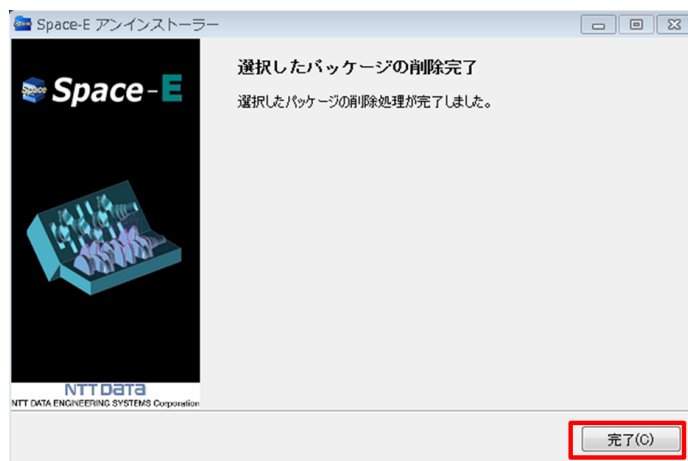 Space-E アンインストーラー
Space-E
選択したパッケージの削除完了
選択したパッケージの削除処理が完了しました。
NTT DATA
NTT DATA ENGINEERING SYSTEMS Corporation
完了(C)